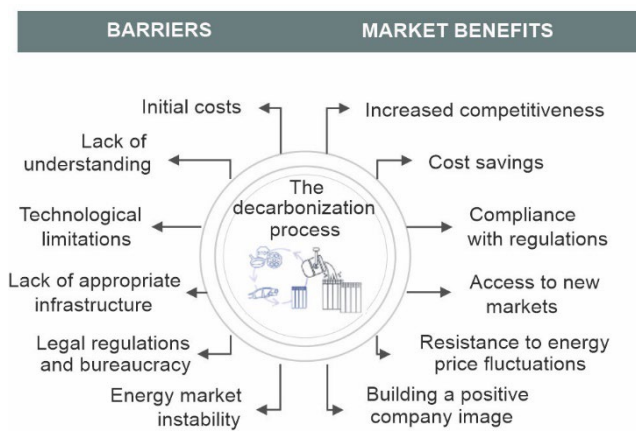 BARRIERS
MARKET BENEFITS
Initial costs
Lack of
understanding
Technological
limitations
Lack of appropriate
infrastructure
Legal regulations
and bureaucracy
Energy market
instability
The
decarbonization
process
Increased competitiveness
Cost savings
Compliance
with regulations
Access to new
markets
Resistance to energy
price fluctuations
Building a positive
company image